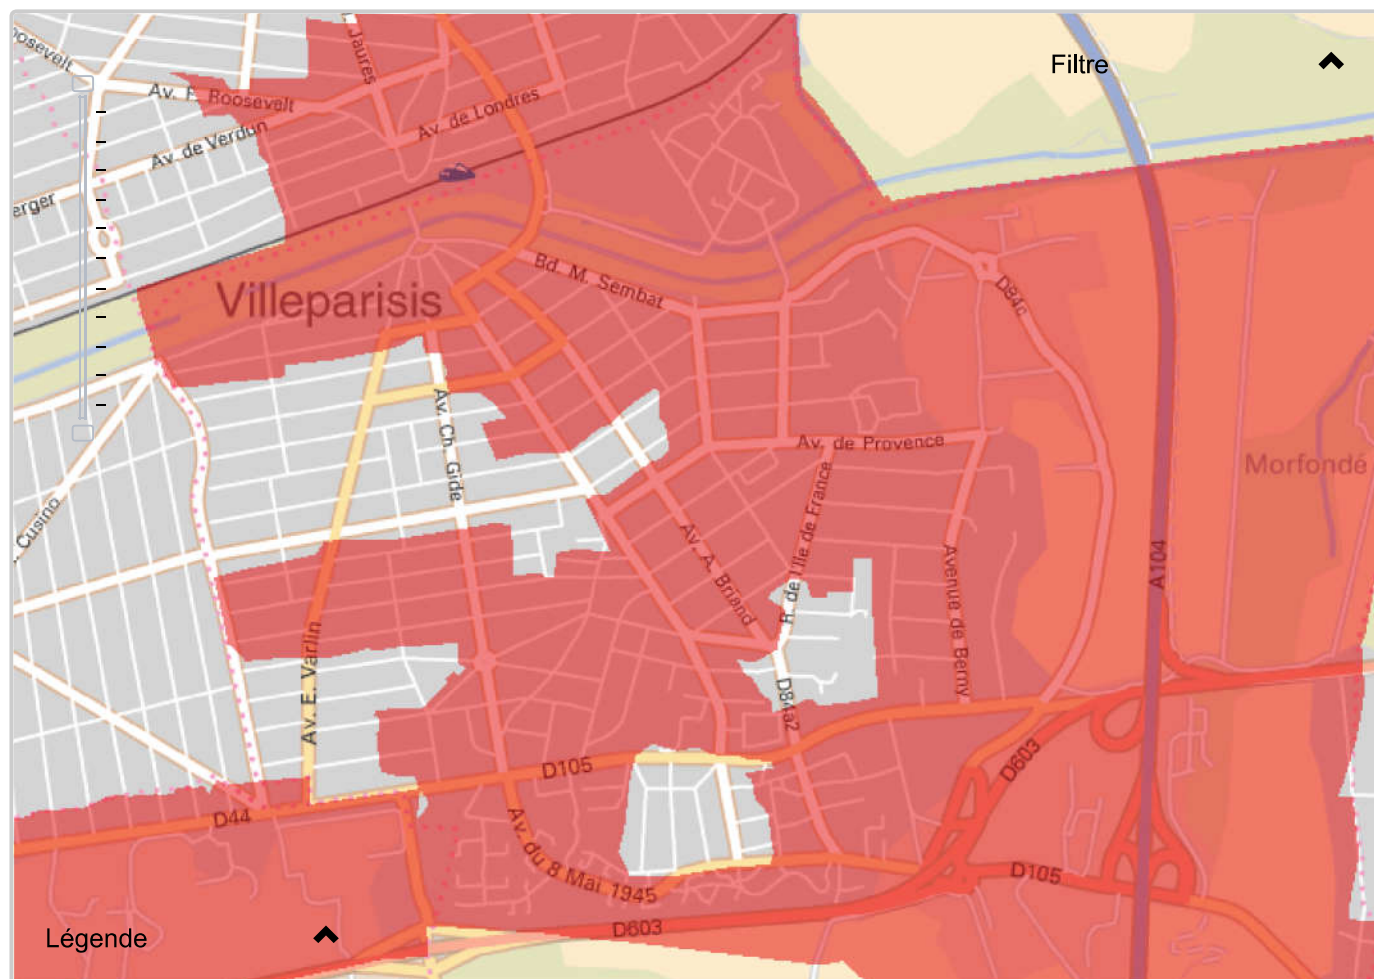 oosevelt
Jaures
Filtre
Av. F. Roosevelt
Av. de Londres
Av. de Verdun
erger
Bd. M. Sembat
Villeparisis
D84c
Av. Ch. Gide
Av. de Provence
Morfondé
. Cusino
R. de l'Ile de France
Av. A. Briand
Avenue de Berny
A104
Av. E. Varlin
D84a2
D105
D603
D44
Av. du 8 Mai 1945
D105
D603
Légende